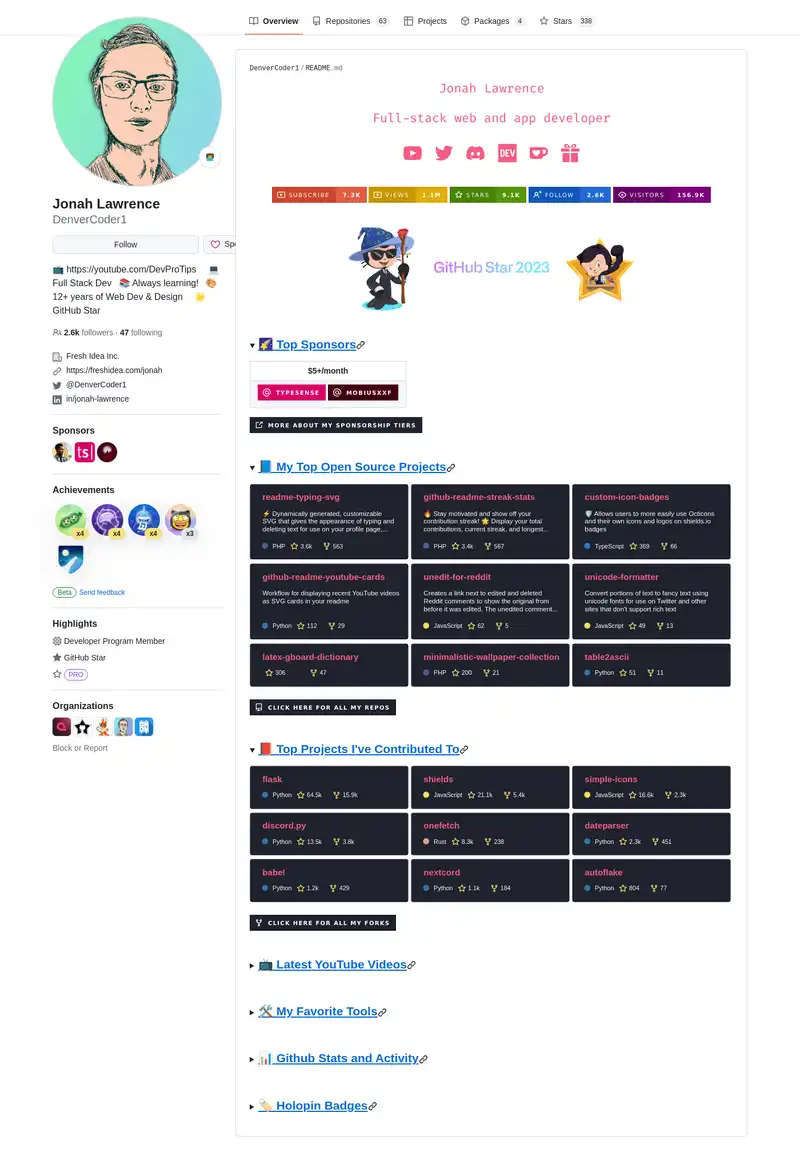 Overview
Repositories 63
Projects
Packages 4
Stars 338
Jonah Lawrence
DenverCoder1
Follow
📺 https://youtube.com/DevProTips 💻
Full Stack Dev 📚 Always learning! 🎨
12+ years of Web Dev & Design 🌟
GitHub Star
2.6k followers · 47 following
Fresh Idea Inc.
https://freshidea.com/jonah
@DenverCoder1
in/jonah-lawrence
Sponsors
ts
Achievements
x4
x4
x4
x3
Beta Send feedback
Highlights
Developer Program Member
GitHub Star
PRO
Organizations
Block or Report
DenverCoder1/README.md
Jonah Lawrence
Full-stack web and app developer
DEV
SUBSCRIBE 7.3K
VIEWS 1.1M
STARS 9.1K
FOLLOW 2.6K
VISITORS 156.9K
GitHub Star 2023
▾ 🌠 Top Sponsors
$5+/month
TYPESENSE
MOBIUSXXF
MORE ABOUT MY SPONSORSHIP TIERS
▾ 📘 My Top Open Source Projects
readme-typing-svg
⚡ Dynamically generated, customizable
SVG that gives the appearance of typing and
deleting text for use on your profile page,...
PHP 3.6k 563
github-readme-streak-stats
🔥 Stay motivated and show off your
contribution streak! 🌟 Display your total
contributions, current streak, and longest...
PHP 3.4k 567
custom-icon-badges
🛡 Allows users to more easily use Octicons
and their own icons and logos on shields.io
badges
TypeScript 369 66
github-readme-youtube-cards
Workflow for displaying recent YouTube videos
as SVG cards in your readme
Python 112 29
unedit-for-reddit
Creates a link next to edited and deleted
Reddit comments to show the original from
before it was edited. The unedited comment...
JavaScript 62 5
unicode-formatter
Convert portions of text to fancy text using
unicode fonts for use on Twitter and other
sites that don't support rich text
JavaScript 49 13
latex-gboard-dictionary
306 47
minimalistic-wallpaper-collection
PHP 200 21
table2ascii
Python 51 11
CLICK HERE FOR ALL MY REPOS
▾ 📕 Top Projects I've Contributed To
flask
Python 64.5k 15.9k
shields
JavaScript 21.1k 5.4k
simple-icons
JavaScript 16.6k 2.3k
discord.py
Python 13.5k 3.8k
onefetch
Rust 8.3k 238
dateparser
Python 2.3k 451
babel
Python 1.2k 429
nextcord
Python 1.1k 184
autoflake
Python 804 77
CLICK HERE FOR ALL MY FORKS
▸ 📺 Latest YouTube Videos
▸ 🛠 My Favorite Tools
▸ 📊 Github Stats and Activity
▸ 🏷 Holopin Badges